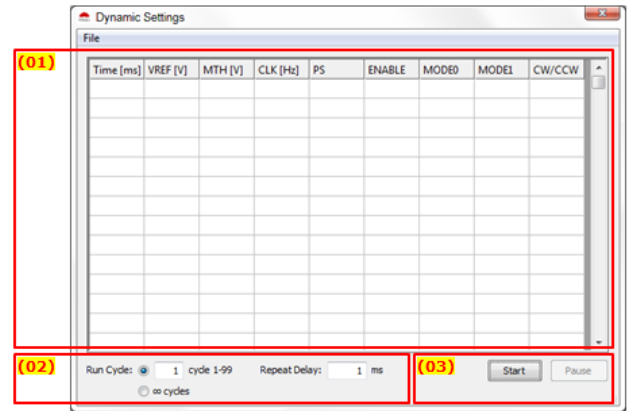 Dynamic Settings
File
(01)
Time [ms] VREF [V] MTH [V] CLK [Hz] PS ENABLE MODE0 MODE1 CW/CCW
(02)
Run Cycle: 1 cycle 1-99 Repeat Delay: 1 ms
∞ cycles
(03)
Start Pause